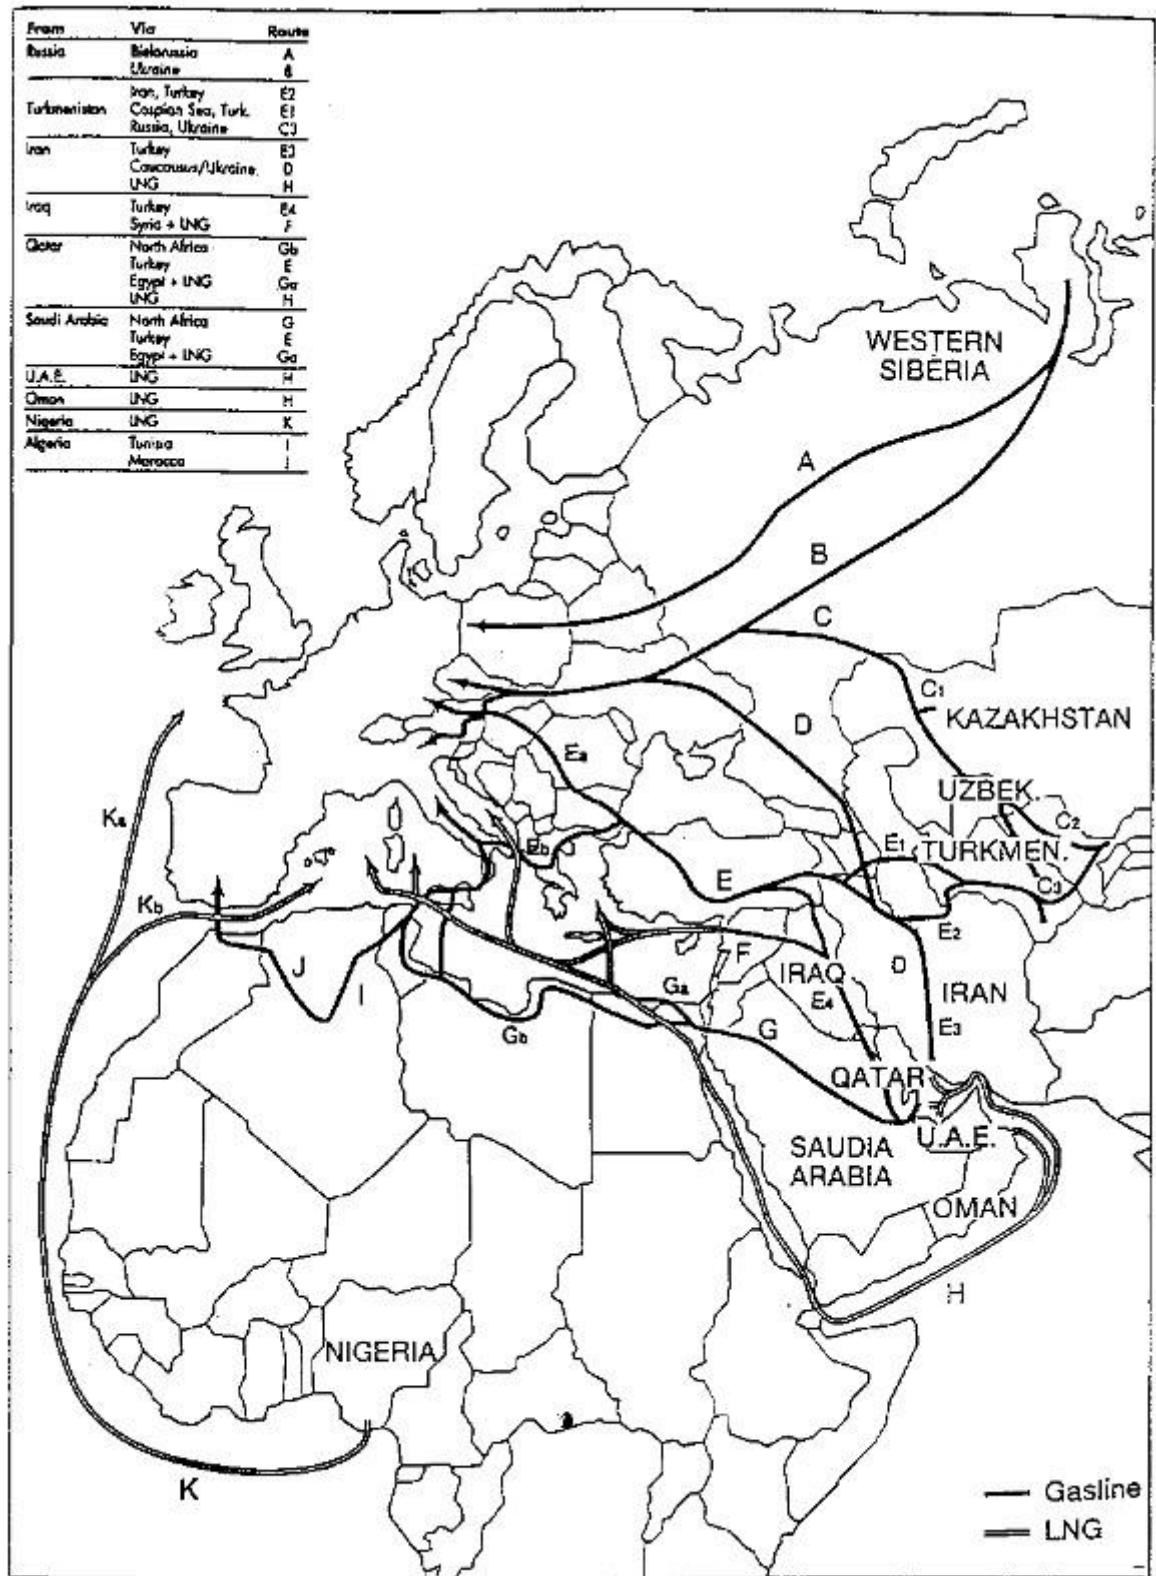 From Via Route
Russia Bielorussia A
Ukraine B
Iran, Turkey E2
Turkmenistan Caspian Sea, Turk. E1
Russia, Ukraine C3
Iran Turkey E3
Caucausus/Ukraine. D
LNG H
Iraq Turkey E4
Syria + LNG F
Qatar North Africa Gb
Turkey E
Egypt + LNG Ga
LNG H
Saudi Arabia North Africa G
Turkey E
Egypt + LNG Ga
U.A.E. LNG H
Oman LNG H
Nigeria LNG K
Algeria Tunisia I
Morocco J
WESTERN
SIBERIA
A
B
C
C1
D
KAZAKHSTAN
Ea
UZBEK.
Ka
C2
Eb
E1
TURKMEN.
E
C3
Kb
E2
F
J
IRAQ
D
I
Ga
E4
IRAN
Gb
G
E3
QATAR
U.A.E.
SAUDIA
ARABIA
OMAN
H
NIGERIA
K
Gasline
LNG